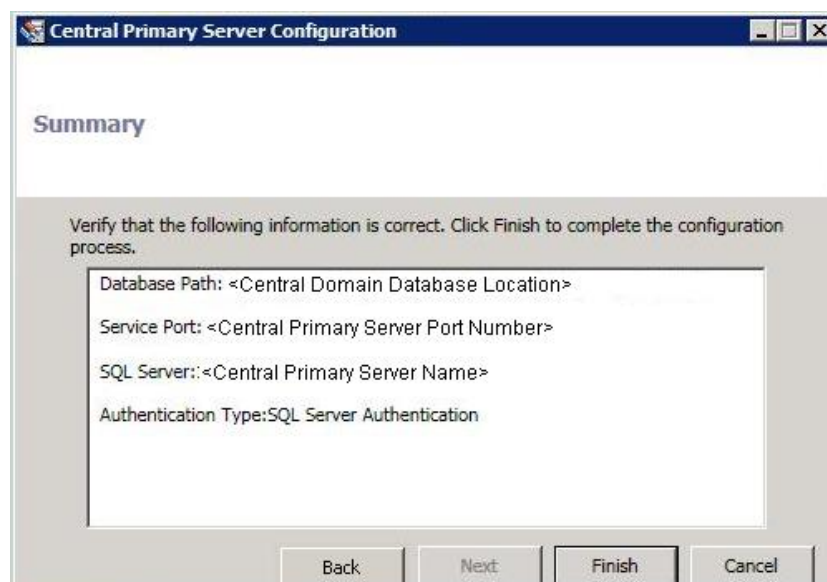 Central Primary Server Configuration
Summary
Verify that the following information is correct. Click Finish to complete the configuration
process.
Database Path: <Central Domain Database Location>
Service Port: <Central Primary Server Port Number>
SQL Server::<Central Primary Server Name>
Authentication Type:SQL Server Authentication
Back Next Finish Cancel